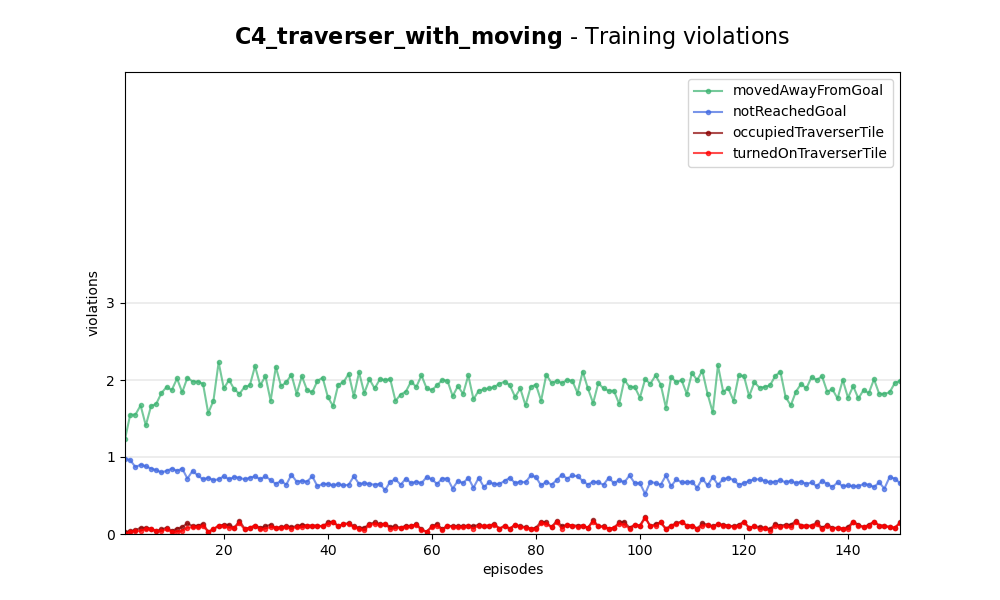 C4_traverser_with_moving - Training violations
movedAwayFromGoal
notReachedGoal
occupiedTraverserTile
turnedOnTraverserTile
violations
3
2
1
0
20 40 60 80 100 120 140
episodes